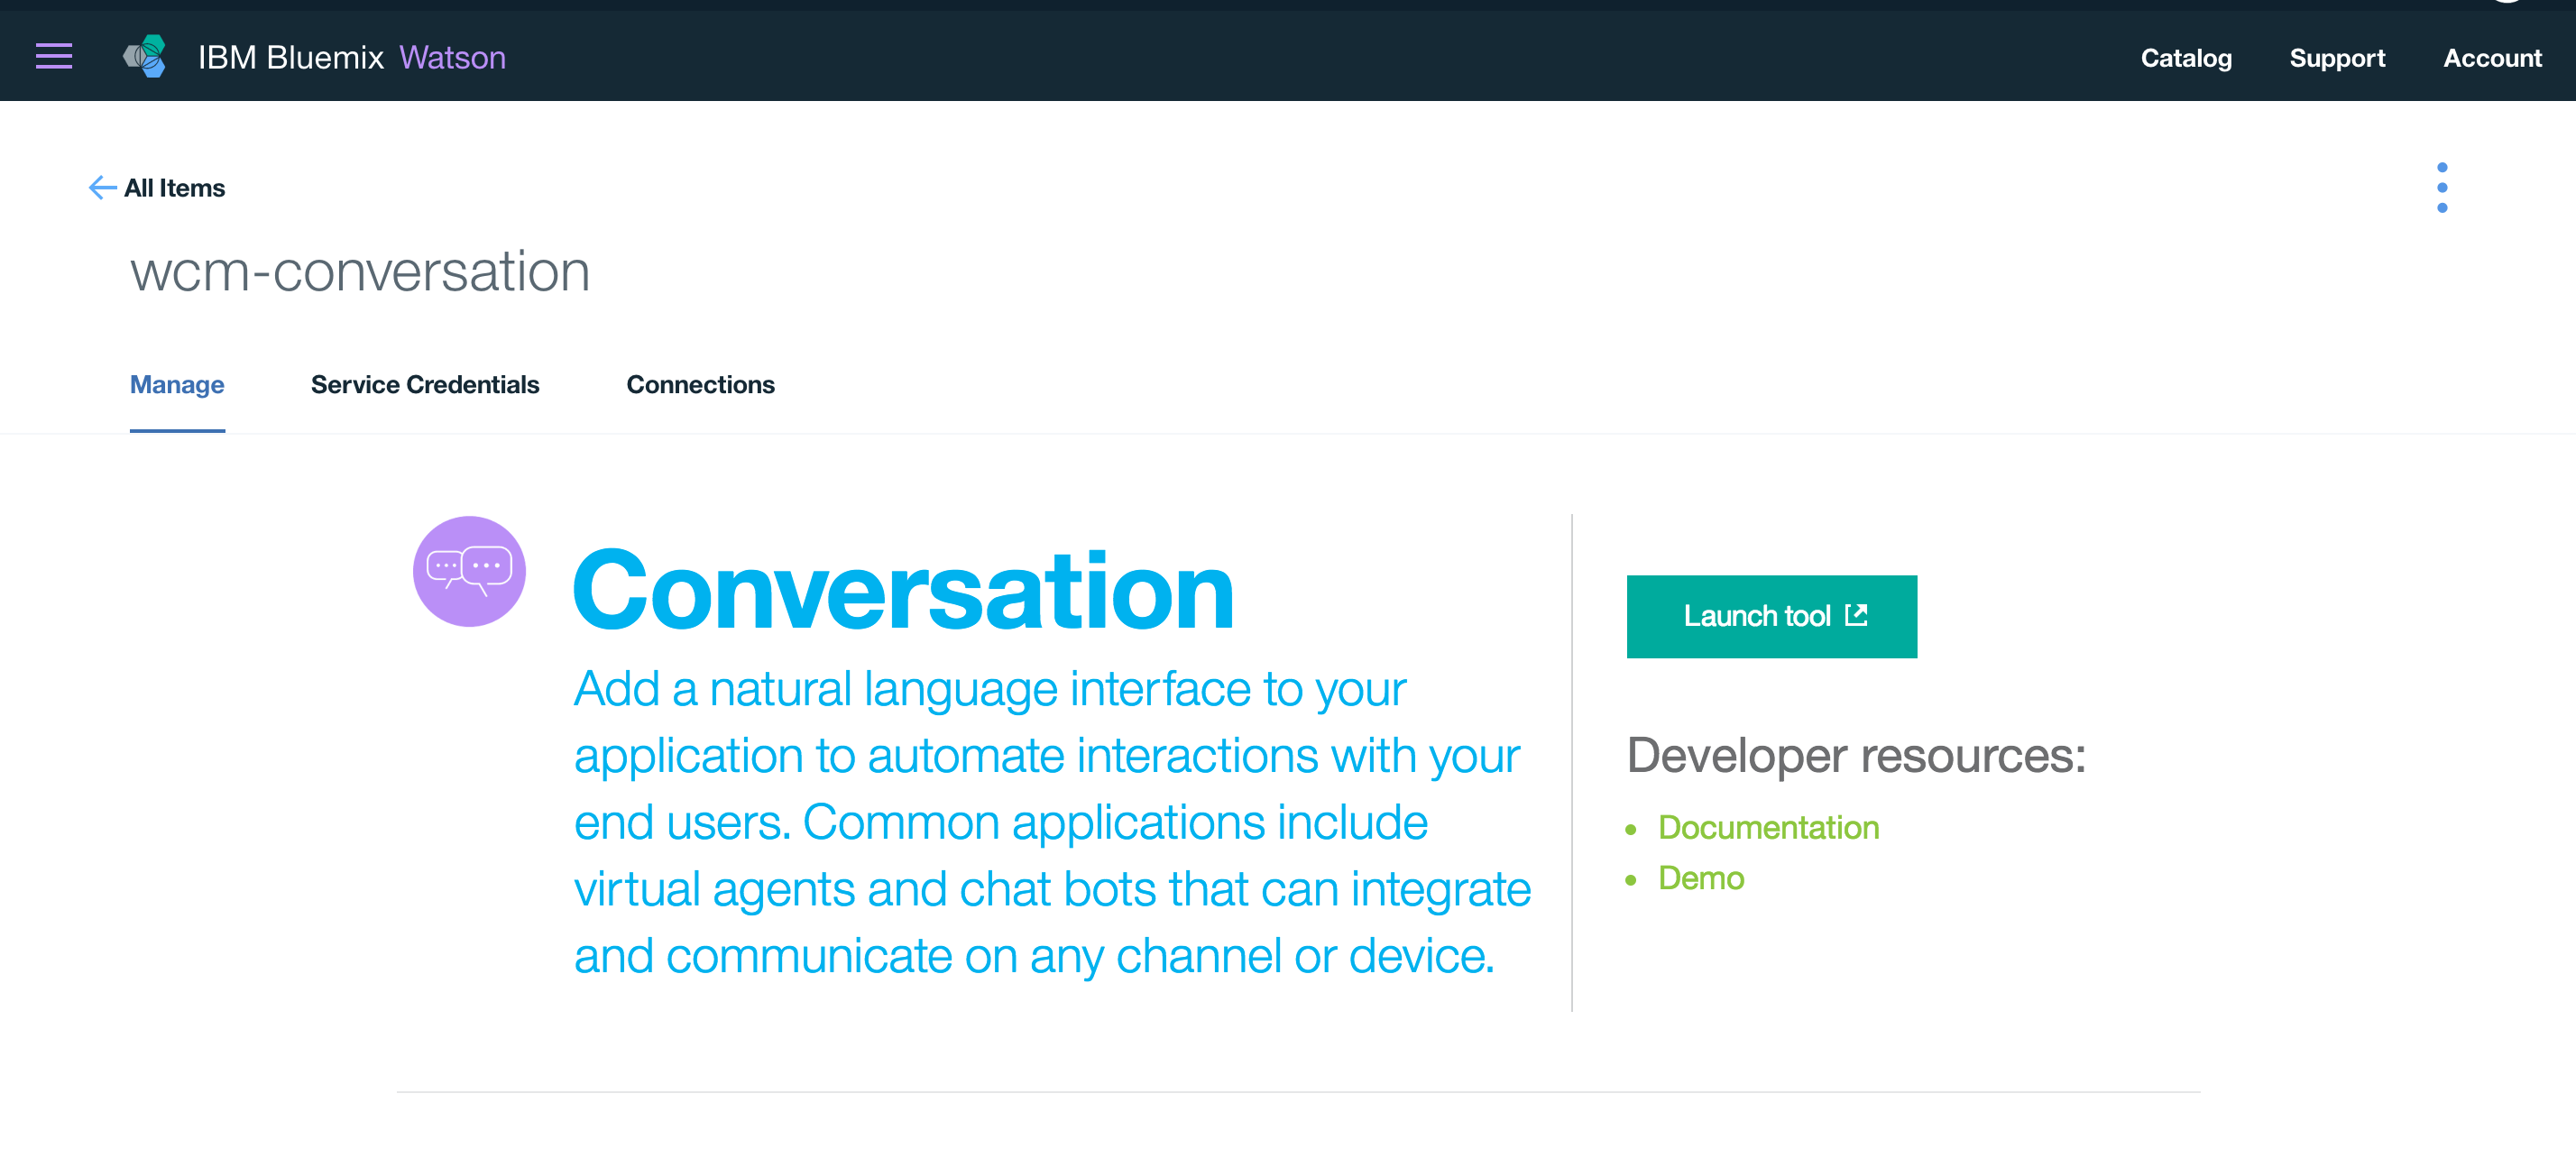 IBM Bluemix Watson
Catalog Support Account
All Items
wcm-conversation
Manage Service Credentials Connections
Conversation
Add a natural language interface to your
application to automate interactions with your
end users. Common applications include
virtual agents and chat bots that can integrate
and communicate on any channel or device.
Launch tool
Developer resources:
Documentation
Demo